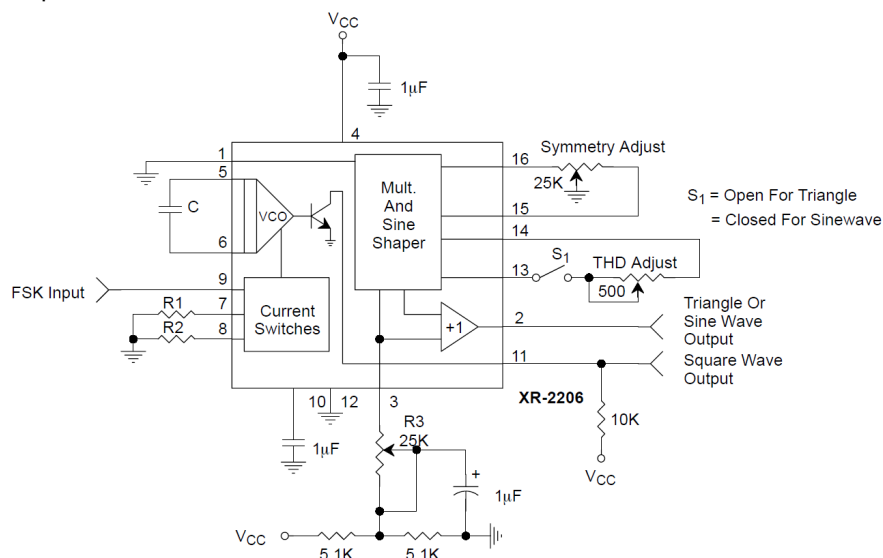 VCC
1μF
4
1
16
Symmetry Adjust
5
25K
Mult.
And
Sine
Shaper
S1 = Open For Triangle
= Closed For Sinewave
C
VCO
15
14
6
S1
THD Adjust
13
500
9
FSK Input
Current
Switches
R1
7
R2
8
+1
2
Triangle Or
Sine Wave
Output
11
Square Wave
Output
10
12
3
XR-2206
R3
25K
10K
1μF
+
1μF
VCC
VCC
5.1K
5.1K